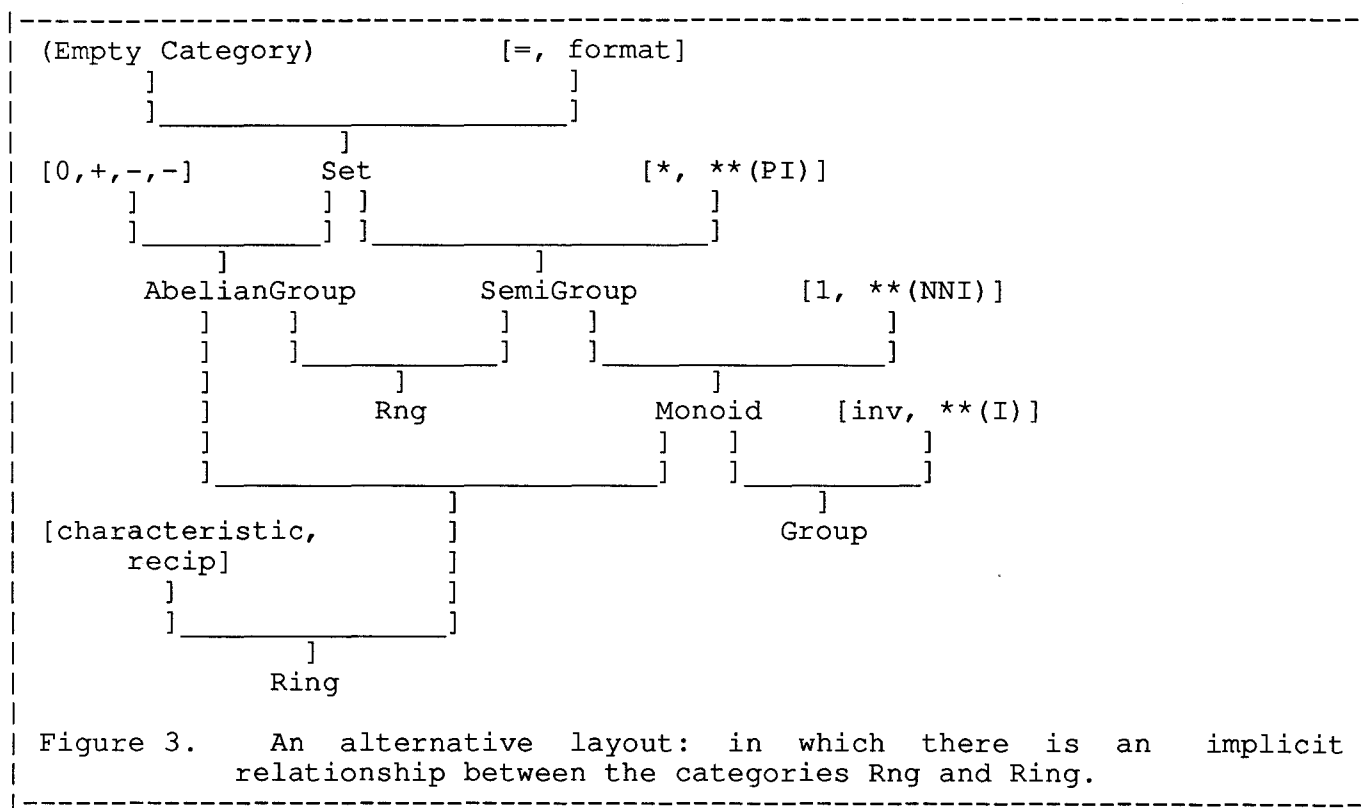 (Empty Category) [=, format]
[0,+,-,-] Set [*, **(PI)]
AbelianGroup SemiGroup [1, **(NNI)]
Rng Monoid [inv, **(I)]
[characteristic, Group
recip]
Ring
Figure 3. An alternative layout: in which there is an implicit
relationship between the categories Rng and Ring.